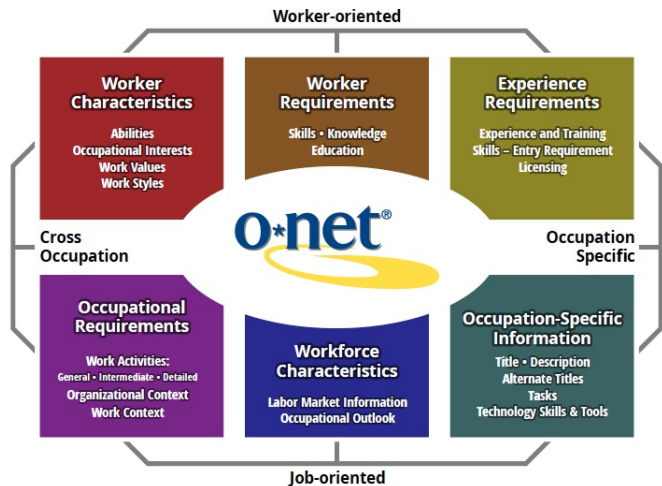 Worker-oriented
Worker
Characteristics
Abilities
Occupational Interests
Work Values
Work Styles
Worker
Requirements
Skills • Knowledge
Education
Experience
Requirements
Experience and Training
Skills – Entry Requirement
Licensing
Cross
Occupation
o*net®
Occupation
Specific
Occupational
Requirements
Work Activities:
General • Intermediate • Detailed
Organizational Context
Work Context
Workforce
Characteristics
Labor Market Information
Occupational Outlook
Occupation-Specific
Information
Title • Description
Alternate Titles
Tasks
Technology Skills & Tools
Job-oriented